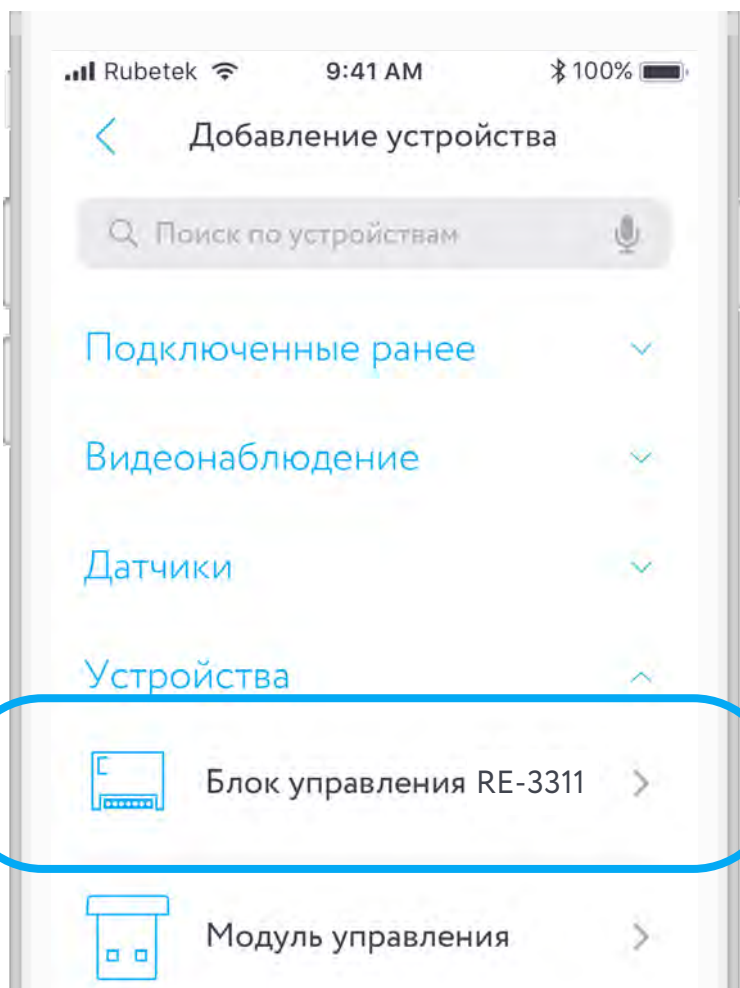 Rubetek 9:41 AM 100%
Добавление устройства
Поиск по устройствам
Подключенные ранее
Видеонаблюдение
Датчики
Устройства
Блок управления RE-3311
Модуль управления